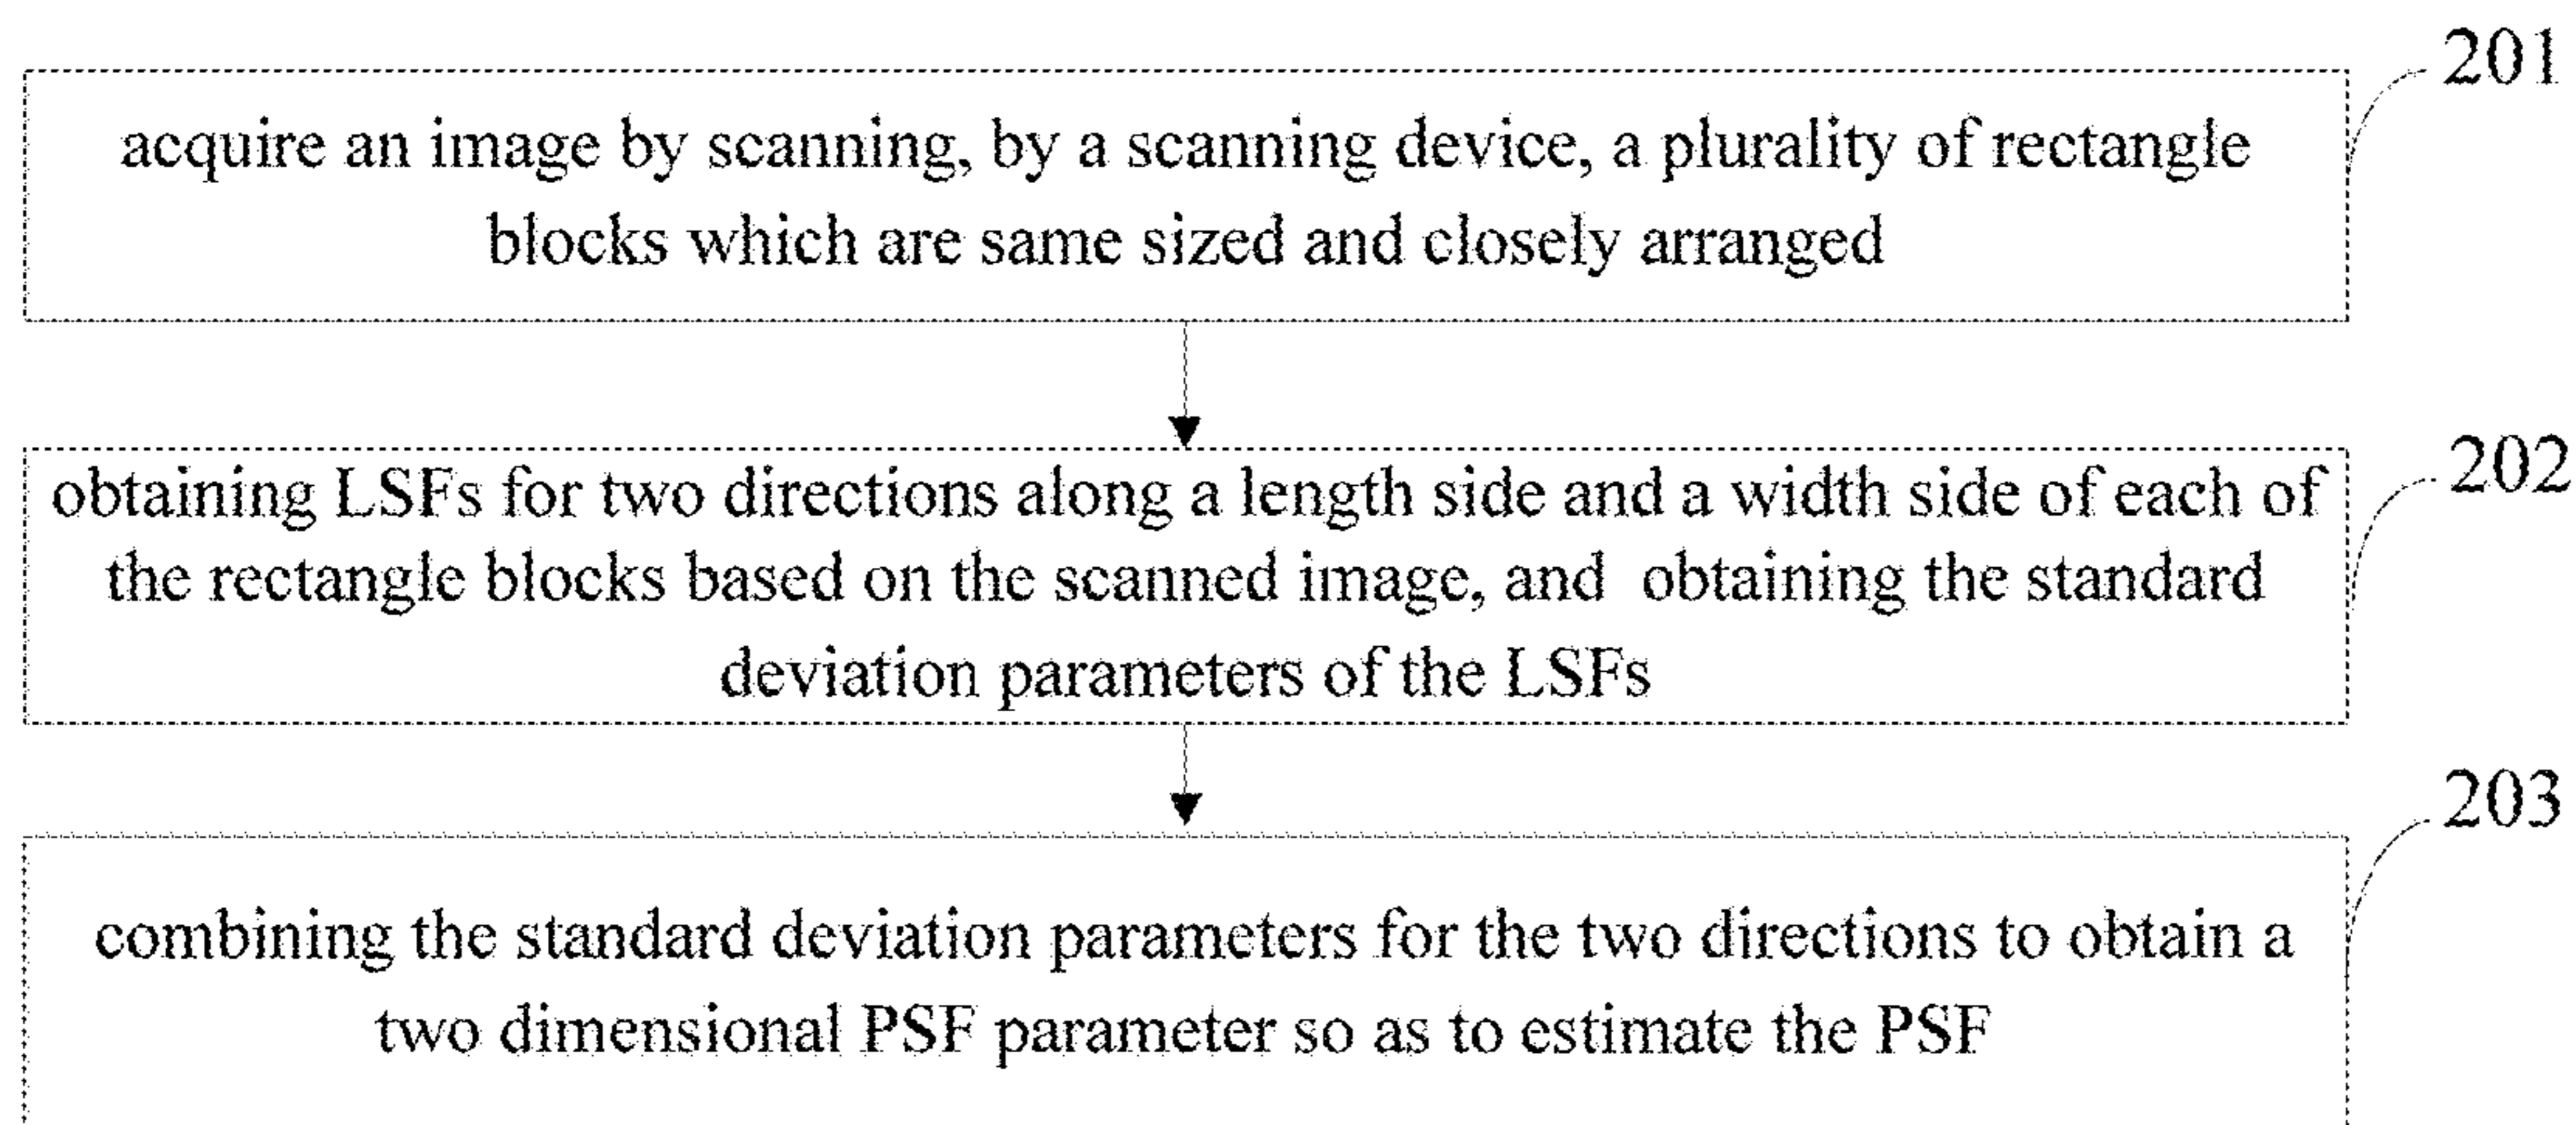 201
acquire an image by scanning, by a scanning device, a plurality of rectangle
blocks which are same sized and closely arranged
202
obtaining LSFs for two directions along a length side and a width side of each of
the rectangle blocks based on the scanned image, and obtaining the standard
deviation parameters of the LSFs
203
combining the standard deviation parameters for the two directions to obtain a
two dimensional PSF parameter so as to estimate the PSF